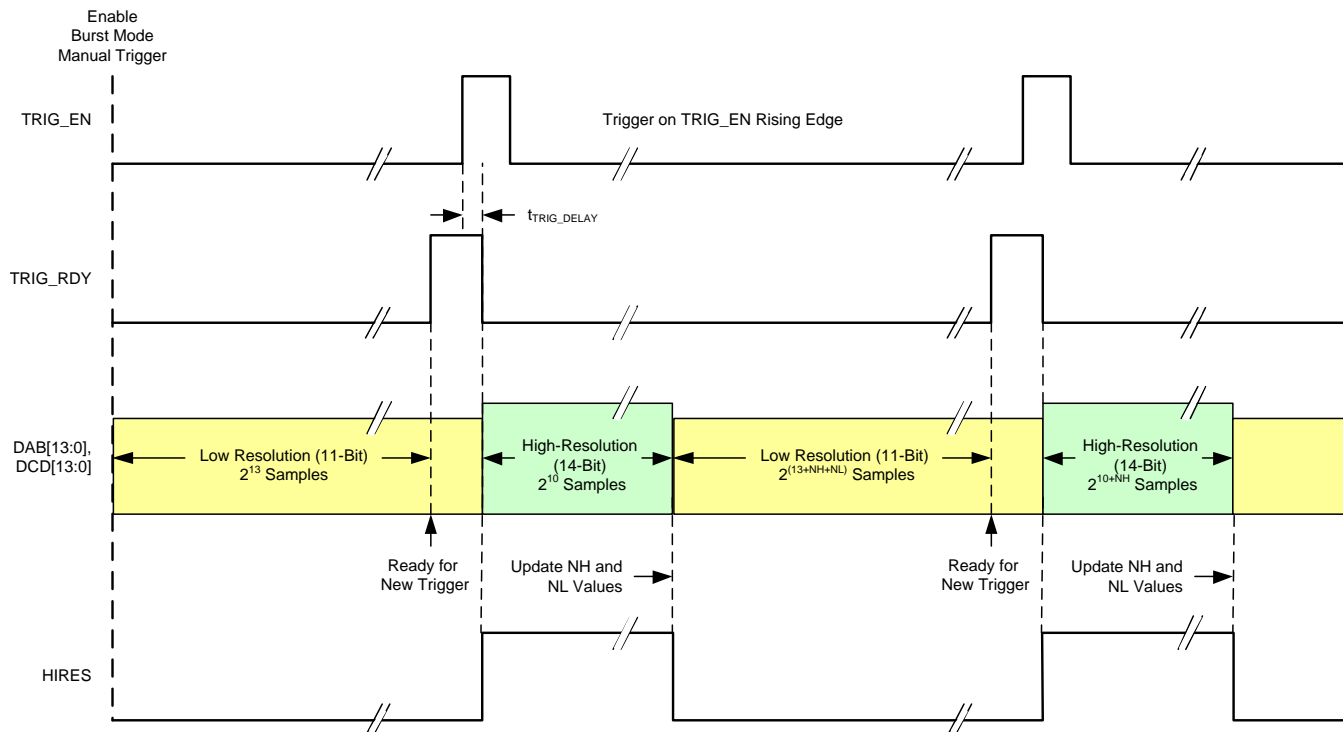 Enable
Burst Mode
Manual Trigger
TRIG_EN
Trigger on TRIG_EN Rising Edge
tTRIG_DELAY
TRIG_RDY
DAB[13:0],
DCD[13:0]
Low Resolution (11-Bit)
2^13 Samples
High-Resolution
(14-Bit)
2^10 Samples
Low Resolution (11-Bit)
2^(13+NH+NL) Samples
High-Resolution
(14-Bit)
2^10+NH Samples
Ready for
New Trigger
Update NH and
NL Values
Ready for
New Trigger
Update NH and
NL Values
HIRES